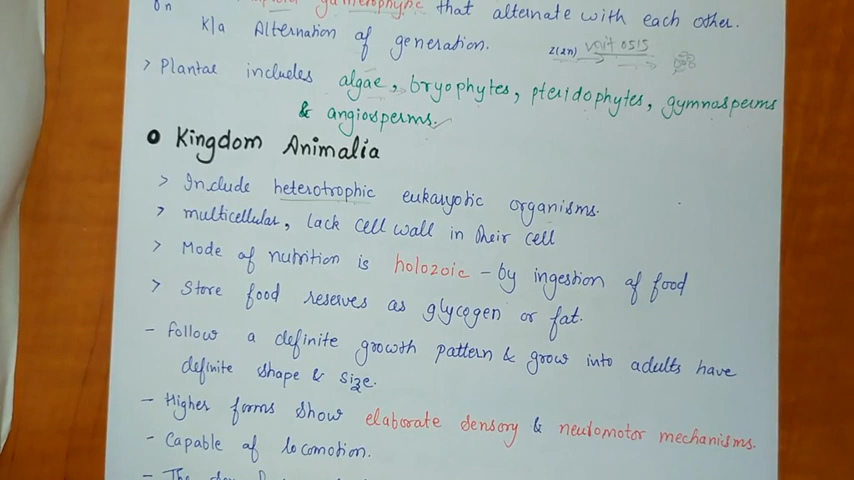 gametophytic that alternate with each other.
K/a Alternation of generation.
> Plantae includes algae, bryophytes, pteridophytes, gymnasperms
& angiosperms.
• Kingdom Animalia
> Include heterotrophic eukaryotic organisms.
> multicellular, lack cell wall in their cell
> Mode of nutrition is holozoic - by ingestion of food
> Store food reserves as glycogen or fat.
- Follow a definite growth pattern & grow into adults have
definite shape & size.
- Higher forms show elaborate sensory & neuromotor mechanisms.
- Capable of locomotion.
- The